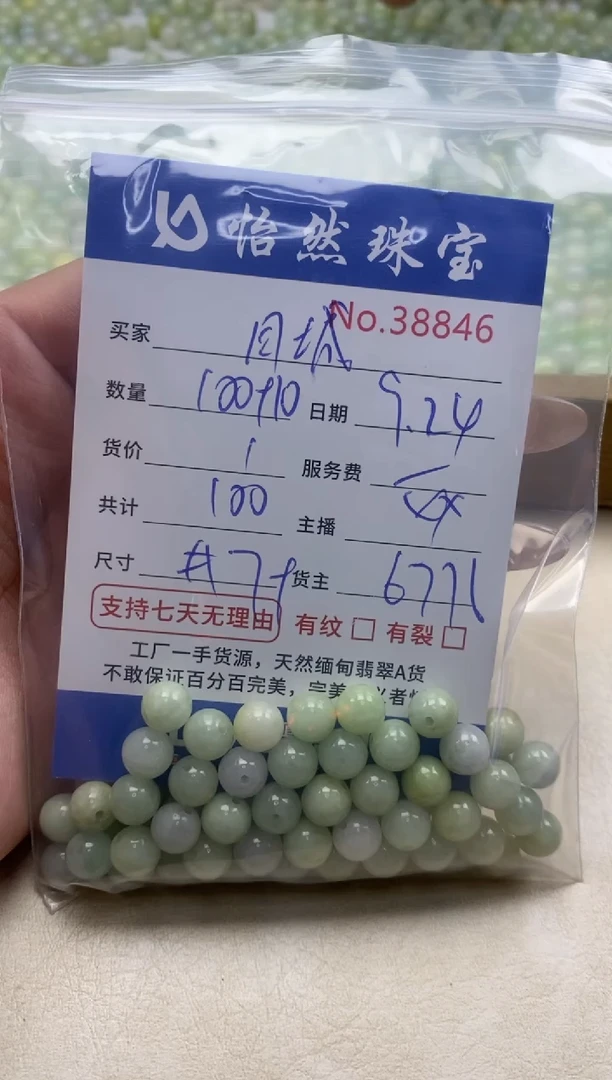 怡然珠宝
No.38846
买家 同城
数量 100+10 日期 9.24
货价 1 服务费
共计 100 主播
尺寸 货主 6771
支持七天无理由 有纹 □ 有裂 □
工厂一手货源，天然缅甸翡翠A货
不敢保证百分百完美，完美